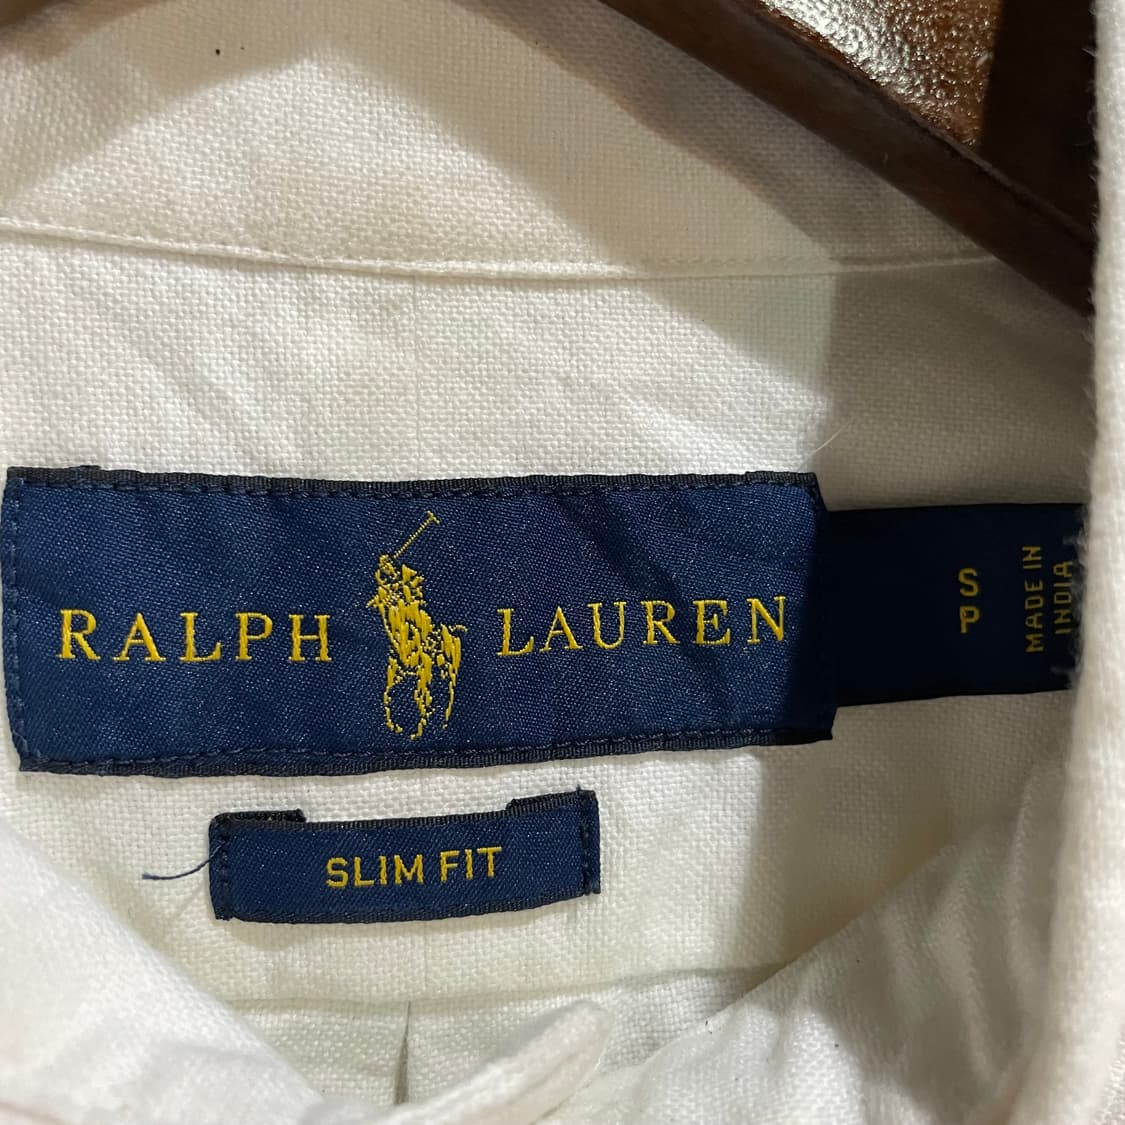 RALPH LAUREN
S
P
MADE IN
INDIA
SLIM FIT